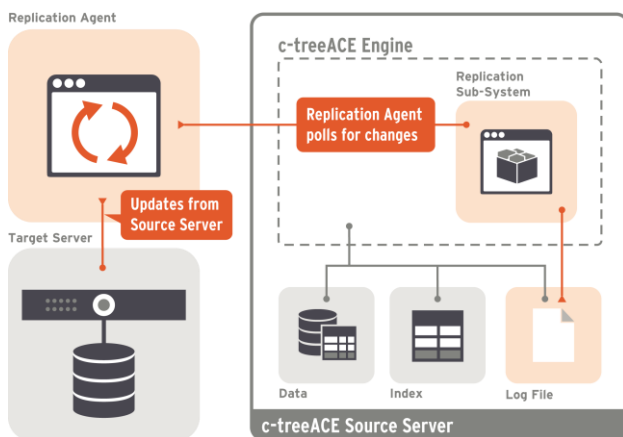 Replication Agent
c-treeACE Engine
Replication
Sub-System
Replication Agent
polls for changes
Updates from
Source Server
Target Server
Data
Index
Log File
c-treeACE Source Server